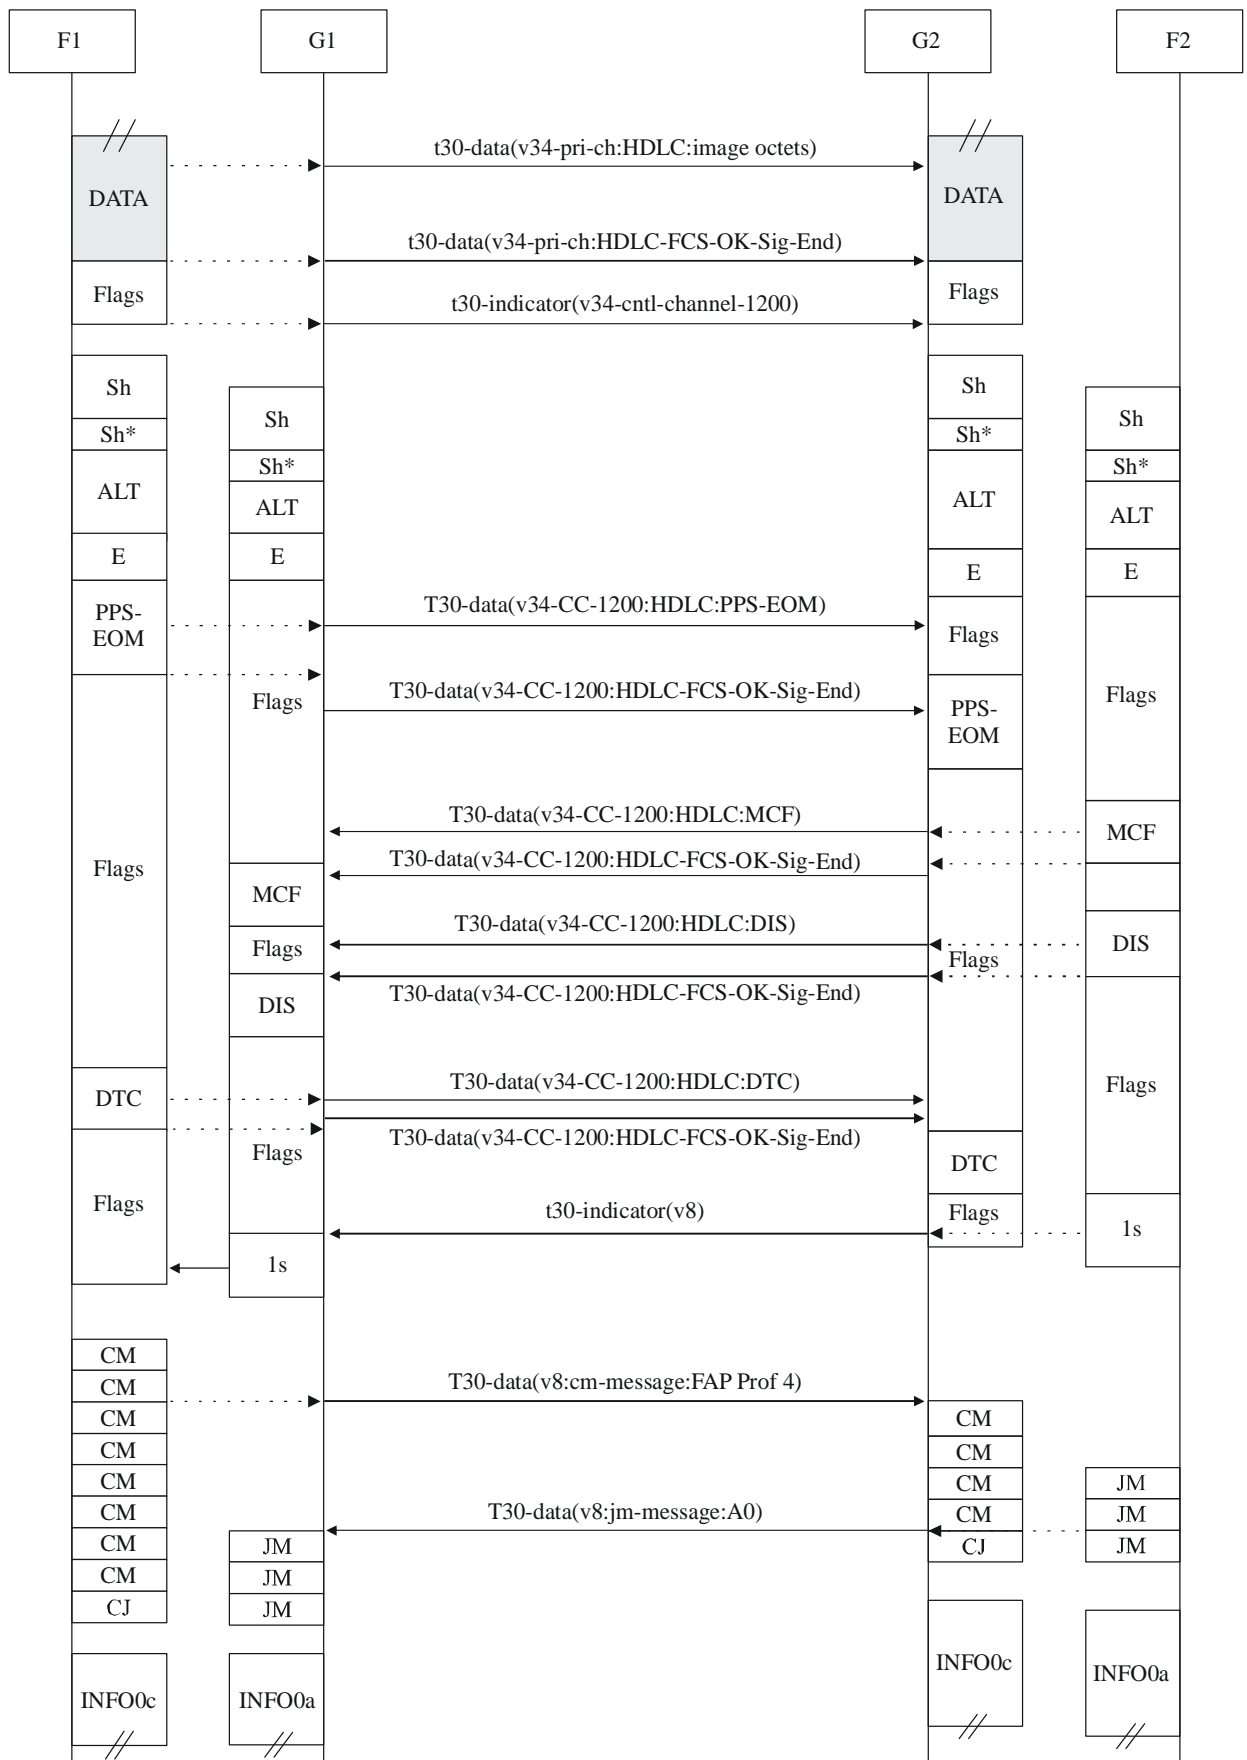 F1
G1
G2
F2
t30-data(v34-pri-ch:HDLC:image octets)
DATA
DATA
t30-data(v34-pri-ch:HDLC-FCS-OK-Sig-End)
Flags
Flags
t30-indicator(v34-cntl-channel-1200)
Sh
Sh
Sh
Sh
Sh*
Sh*
Sh*
Sh*
ALT
ALT
ALT
ALT
E
E
E
E
T30-data(v34-CC-1200:HDLC:PPS-EOM)
PPS-
EOM
Flags
T30-data(v34-CC-1200:HDLC-FCS-OK-Sig-End)
Flags
Flags
PPS-
EOM
T30-data(v34-CC-1200:HDLC:MCF)
MCF
T30-data(v34-CC-1200:HDLC-FCS-OK-Sig-End)
Flags
MCF
T30-data(v34-CC-1200:HDLC:DIS)
Flags
DIS
Flags
T30-data(v34-CC-1200:HDLC-FCS-OK-Sig-End)
DIS
T30-data(v34-CC-1200:HDLC:DTC)
Flags
DTC
T30-data(v34-CC-1200:HDLC-FCS-OK-Sig-End)
Flags
DTC
Flags
t30-indicator(v8)
Flags
1s
1s
CM
T30-data(v8:cm-message:FAP Prof 4)
CM
CM
CM
CM
CM
CM
CM
JM
CM
CM
JM
T30-data(v8:jm-message:A0)
CM
JM
CJ
JM
CM
JM
CJ
JM
INFO0c
INFO0a
INFO0c
INFO0a